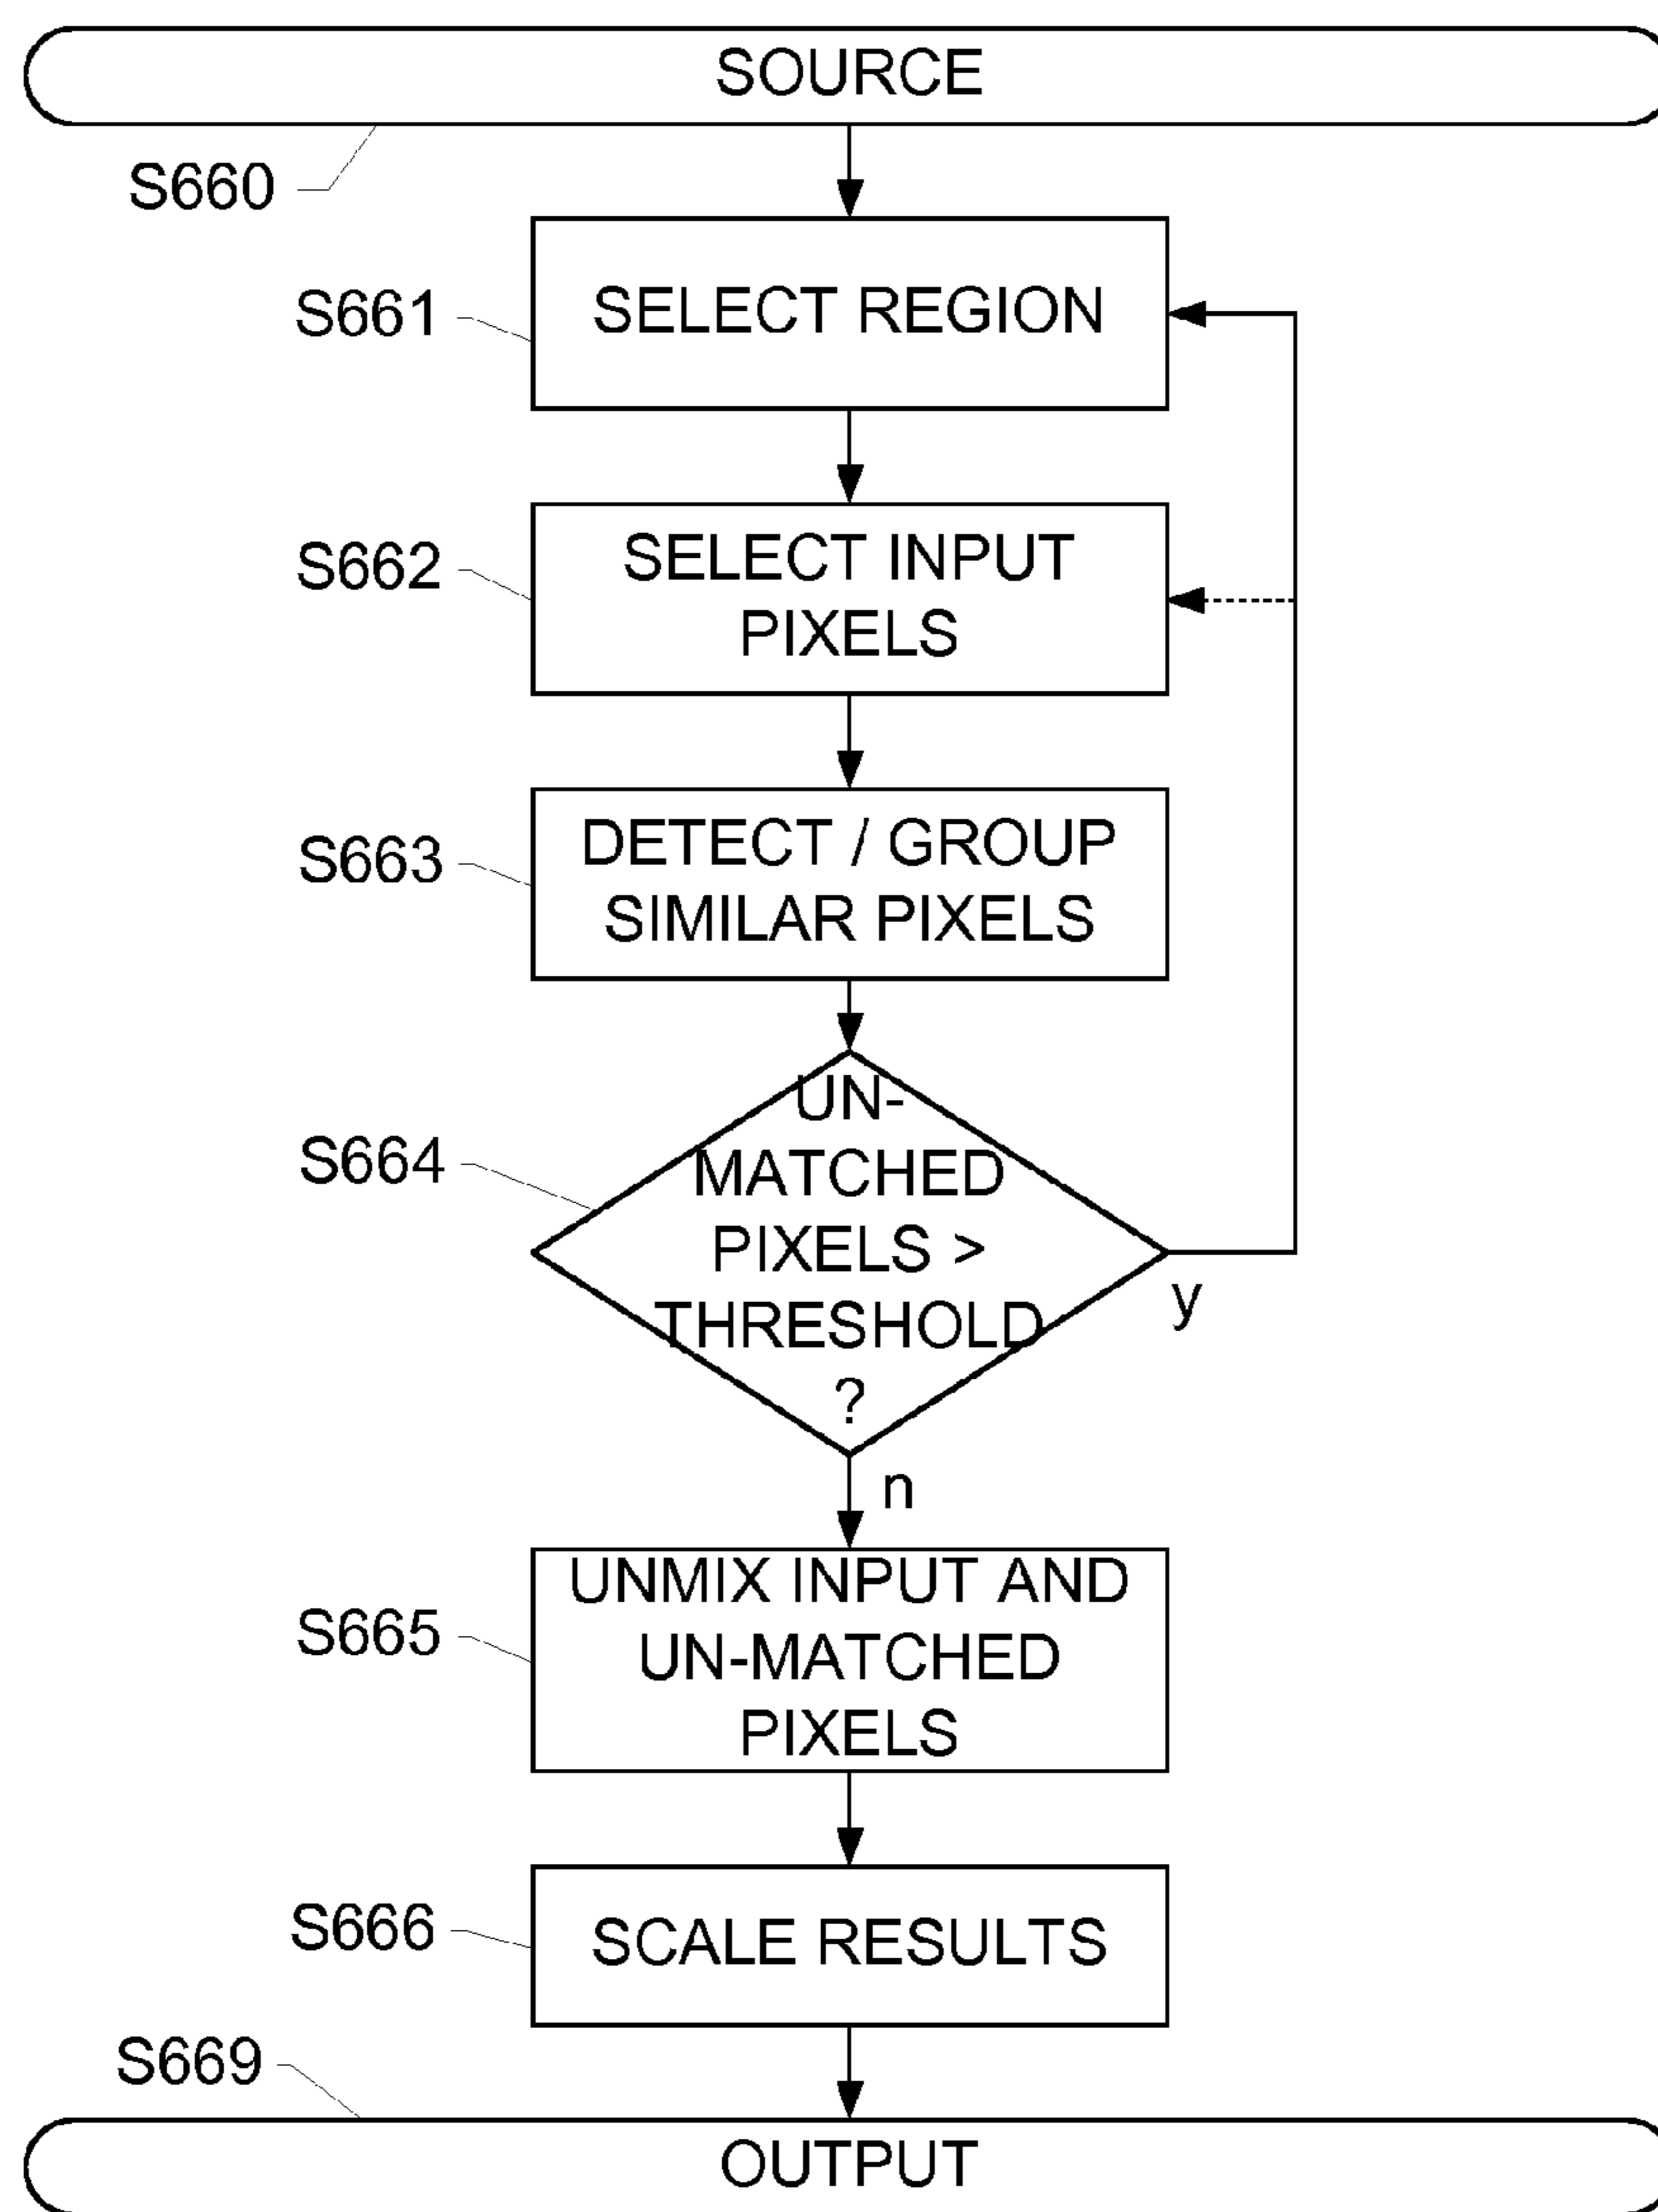 SOURCE
S660
S661
SELECT REGION
S662
SELECT INPUT
PIXELS
S663
DETECT / GROUP
SIMILAR PIXELS
S664
UN-
MATCHED
PIXELS >
THRESHOLD
?
y
n
S665
UNMIX INPUT AND
UN-MATCHED
PIXELS
S666
SCALE RESULTS
S669
OUTPUT